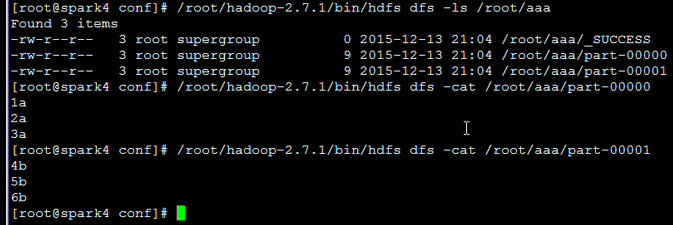 [root@spark4 conf]# /root/hadoop-2.7.1/bin/hdfs dfs -ls /root/aaa
Found 3 items
-rw-r--r--   3 root supergroup          0 2015-12-13 21:04 /root/aaa/_SUCCESS
-rw-r--r--   3 root supergroup          9 2015-12-13 21:04 /root/aaa/part-00000
-rw-r--r--   3 root supergroup          9 2015-12-13 21:04 /root/aaa/part-00001
[root@spark4 conf]# /root/hadoop-2.7.1/bin/hdfs dfs -cat /root/aaa/part-00000
1a
2a
3a
[root@spark4 conf]# /root/hadoop-2.7.1/bin/hdfs dfs -cat /root/aaa/part-00001
4b
5b
6b
[root@spark4 conf]#